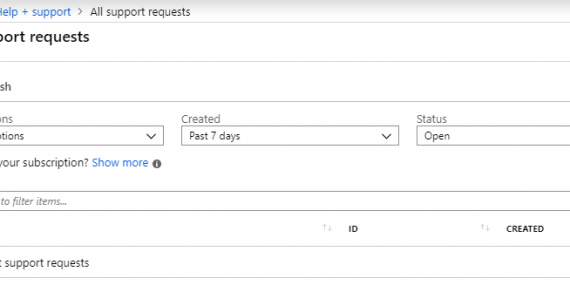 Help + support > All support requests
port requests
sh
ons Created Status
tions Past 7 days Open
your subscription? Show more
to filter items...
ID CREATED
t support requests